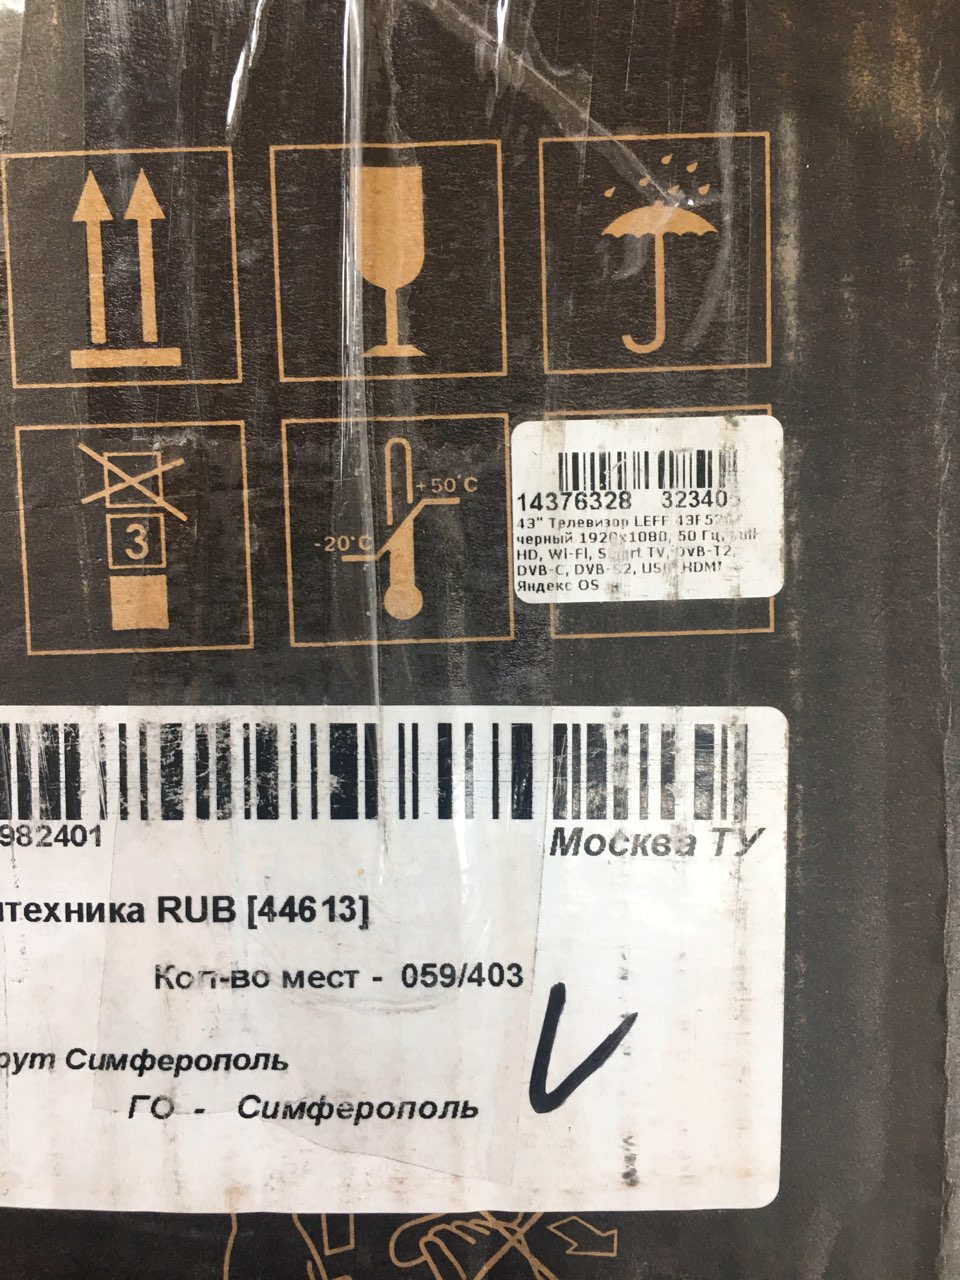 3
+50°C
-20°C
14376328 32340
43" Телевизор LEFF 43F52
черный 1920x1080, 50 Гц, Full
HD, WI-FI, Smart TV, DVB-T2,
DVB-C, DVB-S2, USB, HDMI
Яндекс OS
982401
Москва ТУ
техника RUB [44613]
Кол-во мест - 059/403
рут Симферополь
ГО - Симферополь